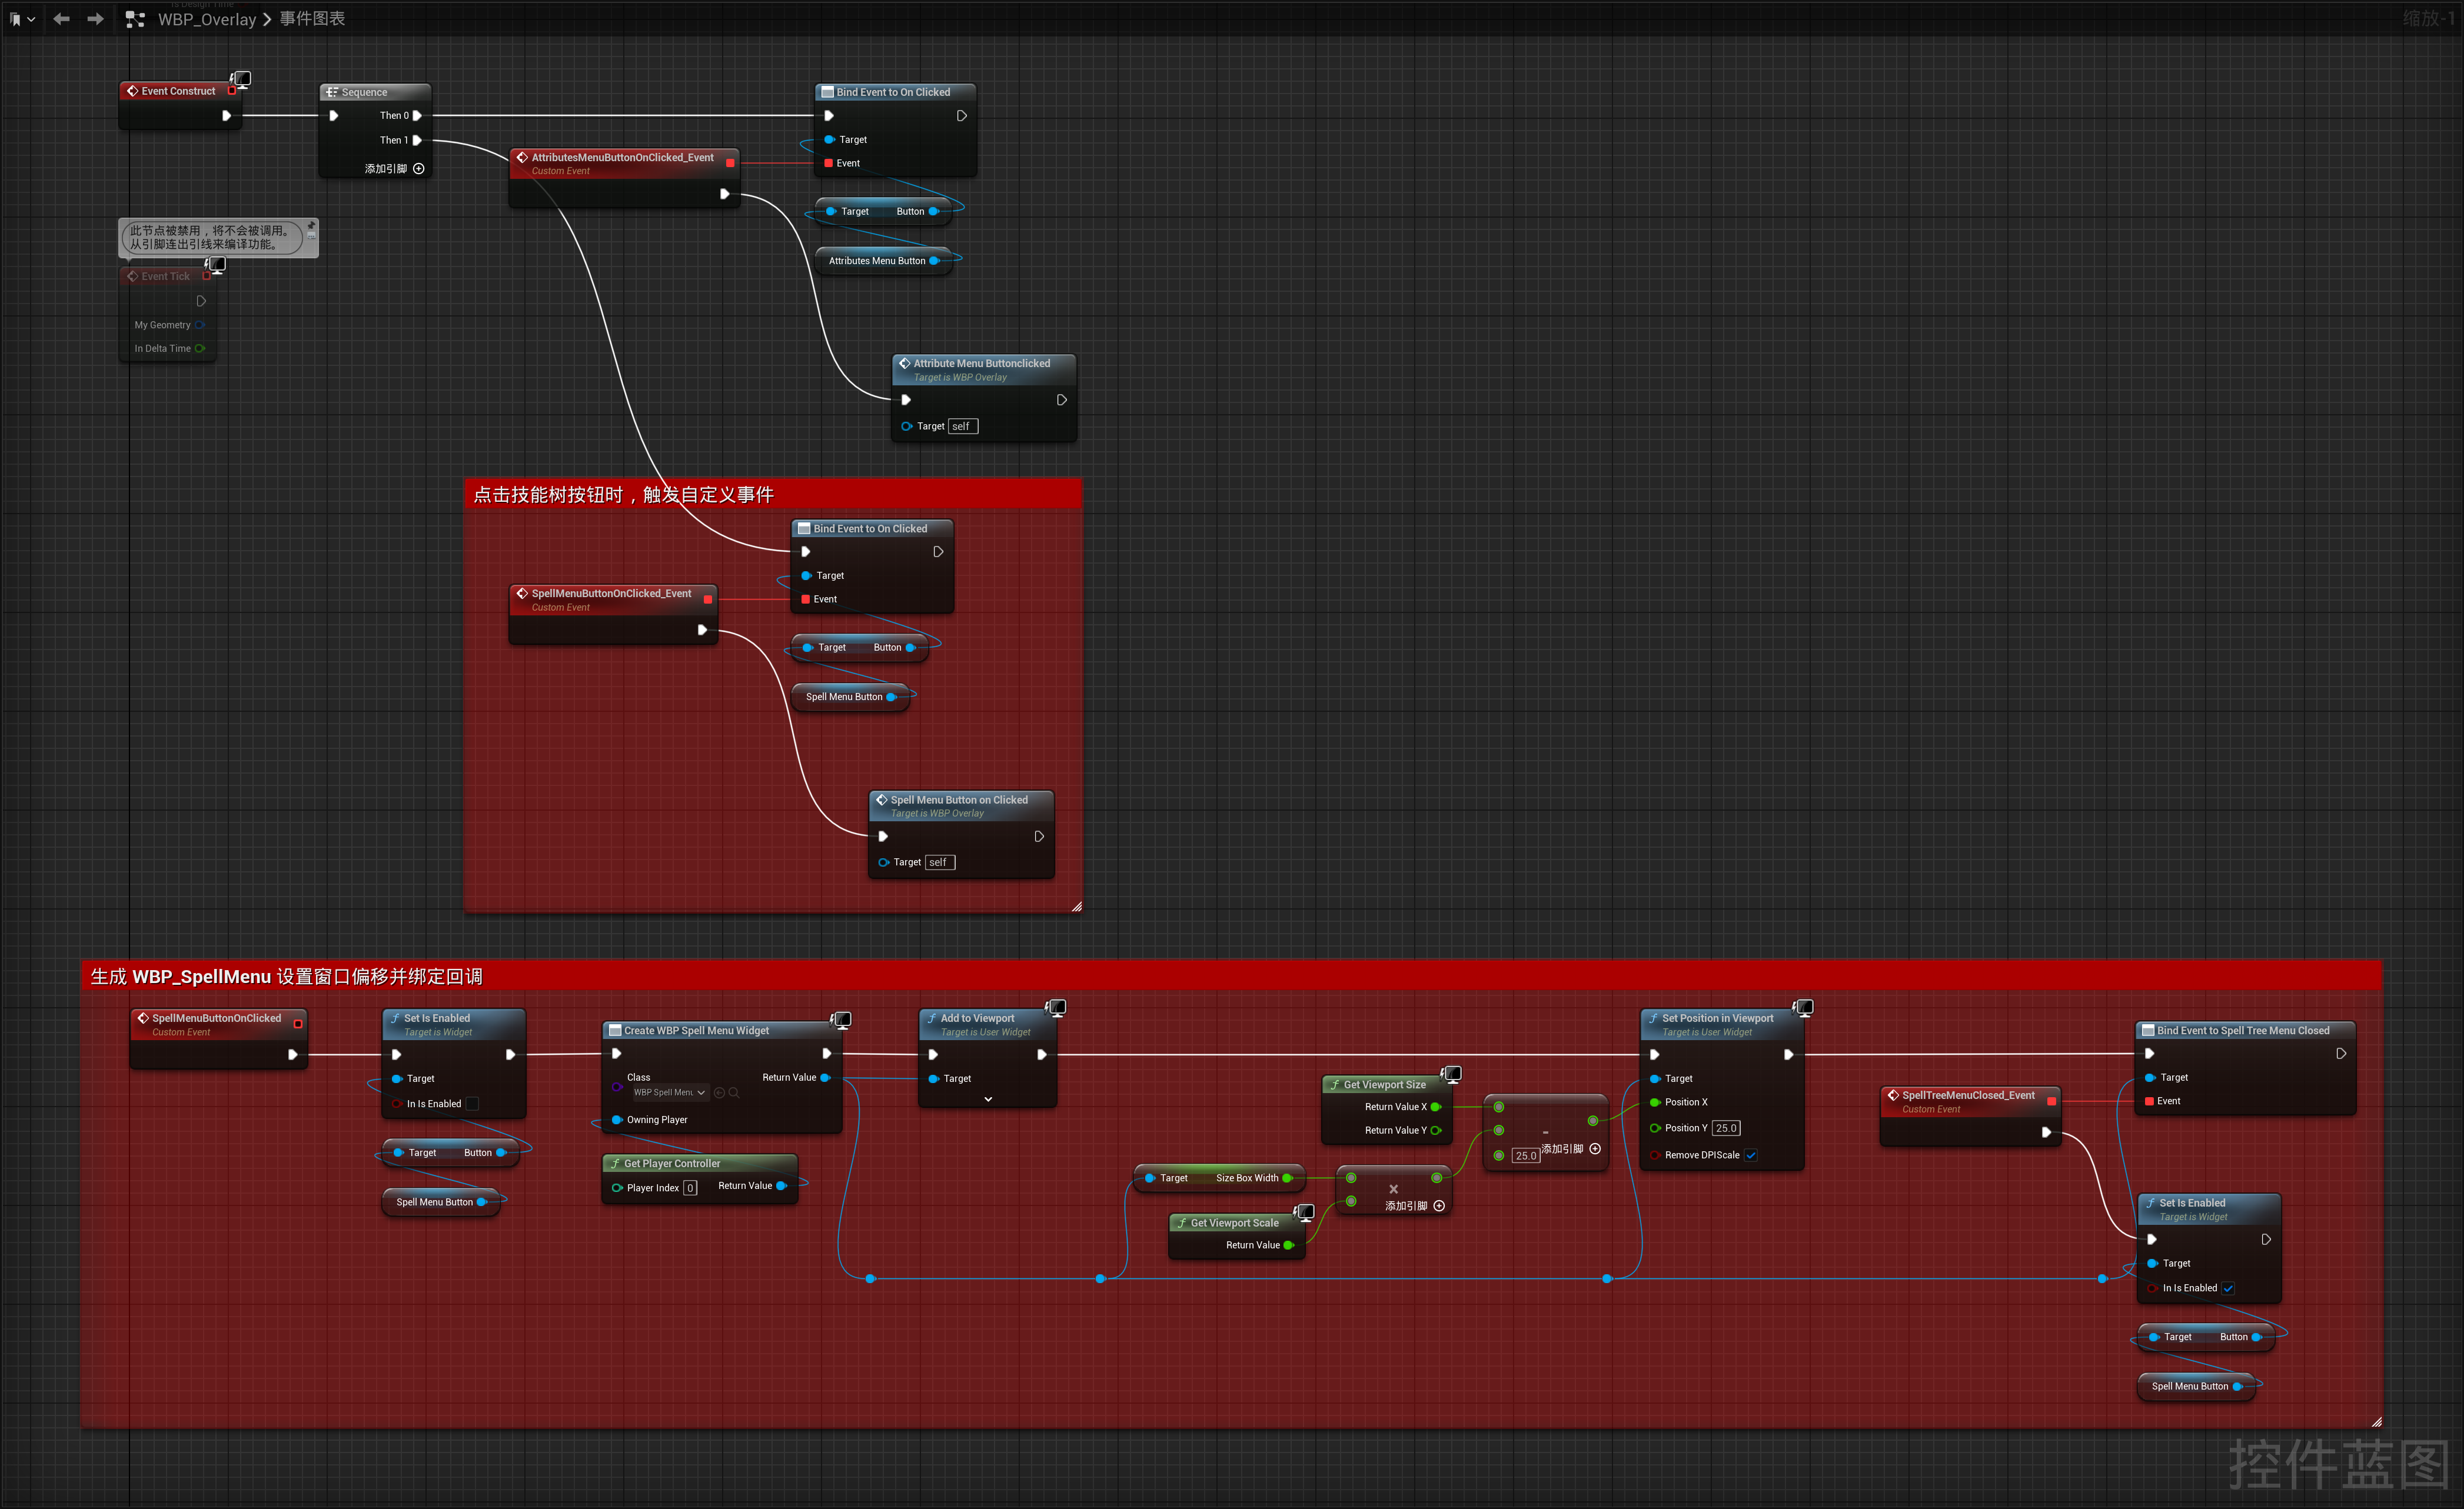 WBP_Overlay > 事件图表
缩放-1
Event Construct
Sequence
Then 0
Then 1
添加引脚
Bind Event to On Clicked
Target
Event
AttributesMenuButtonOnClicked_Event
Custom Event
Target Button
Attributes Menu Button
此节点被禁用，将不会被调用。
从引脚连出引线来编译功能。
Event Tick
My Geometry
In Delta Time
Attribute Menu Buttonclicked
Target is WBP Overlay
Target self
点击技能树按钮时，触发自定义事件
Bind Event to On Clicked
Target
Event
SpellMenuButtonOnClicked_Event
Custom Event
Target Button
Spell Menu Button
Spell Menu Button on Clicked
Target is WBP Overlay
Target self
生成 WBP_SpellMenu 设置窗口偏移并绑定回调
SpellMenuButtonOnClicked
Custom Event
Set Is Enabled
Target is Widget
Target
In Is Enabled
Target Button
Spell Menu Button
Create WBP Spell Menu Widget
Class
WBP Spell Menu
Return Value
Owning Player
Get Player Controller
Player Index 0
Return Value
Add to Viewport
Target is User Widget
Target
Get Viewport Size
Return Value X
Return Value Y
Target Size Box Width
Get Viewport Scale
Return Value
x
添加引脚
-
25.0
添加引脚
Set Position in Viewport
Target is User Widget
Target
Position X
Position Y 25.0
Remove DPIScale
SpellTreeMenuClosed_Event
Custom Event
Bind Event to Spell Tree Menu Closed
Target
Event
Set Is Enabled
Target is Widget
Target
In Is Enabled
Target Button
Spell Menu Button
控件蓝图